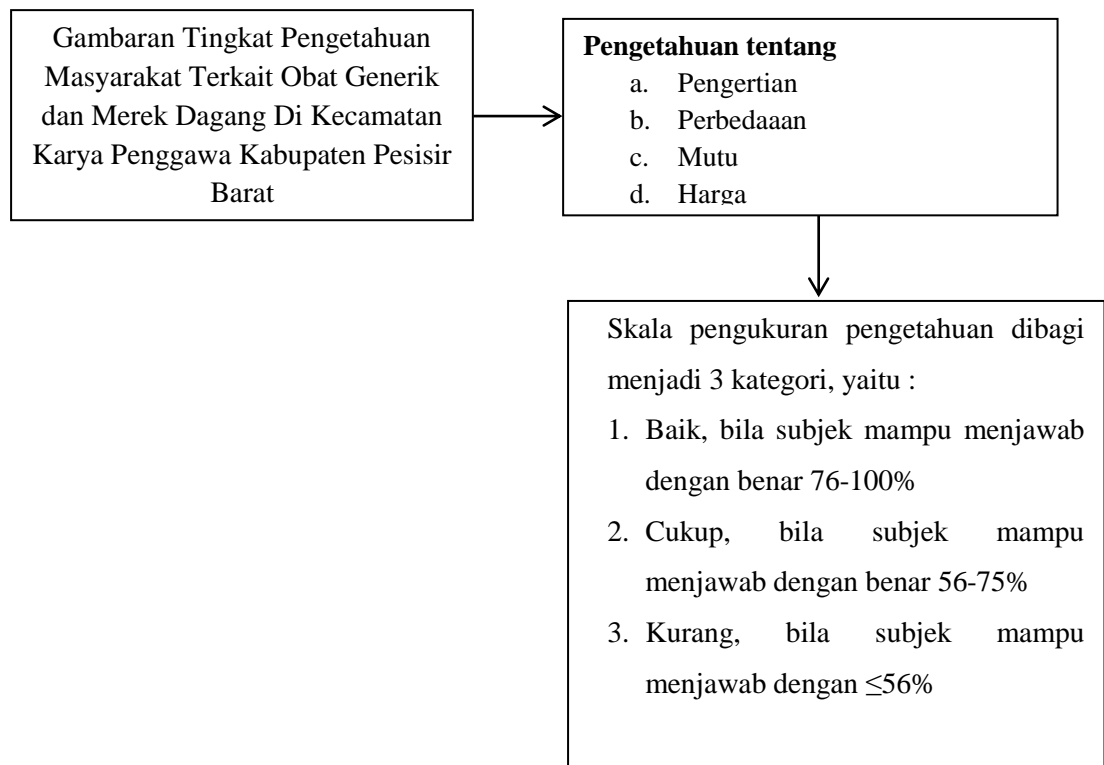 Gambaran Tingkat Pengetahuan
Masyarakat Terkait Obat Generik
dan Merek Dagang Di Kecamatan
Karya Penggawa Kabupaten Pesisir
Barat
Pengetahuan tentang
a. Pengertian
b. Perbedaaan
c. Mutu
d. Harga
Skala pengukuran pengetahuan dibagi
menjadi 3 kategori, yaitu :
1. Baik, bila subjek mampu menjawab
dengan benar 76-100%
2. Cukup, bila subjek mampu
menjawab dengan benar 56-75%
3. Kurang, bila subjek mampu
menjawab dengan ≤56%